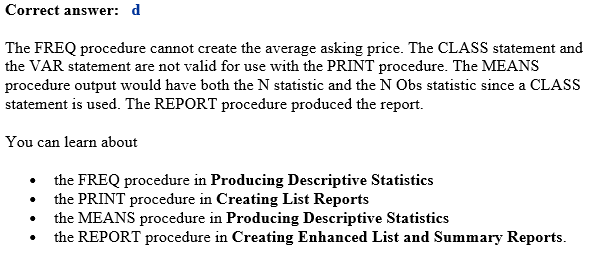 Correct answer: d
The FREQ procedure cannot create the average asking price. The CLASS statement and
the VAR statement are not valid for use with the PRINT procedure. The MEANS
procedure output would have both the N statistic and the N Obs statistic since a CLASS
statement is used. The REPORT procedure produced the report.
You can learn about
• the FREQ procedure in Producing Descriptive Statistics
• the PRINT procedure in Creating List Reports
• the MEANS procedure in Producing Descriptive Statistics
• the REPORT procedure in Creating Enhanced List and Summary Reports.